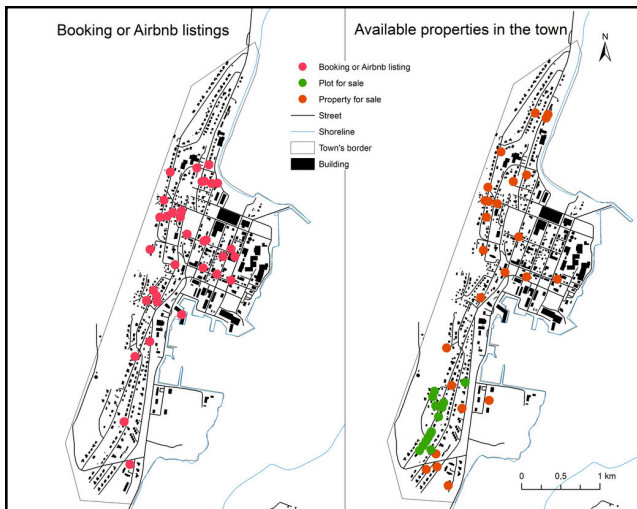 Booking or Airbnb listings
Available properties in the town
N
Booking or Airbnb listing
Plot for sale
Property for sale
Street
Shoreline
Town's border
Building
0 0,5 1 km